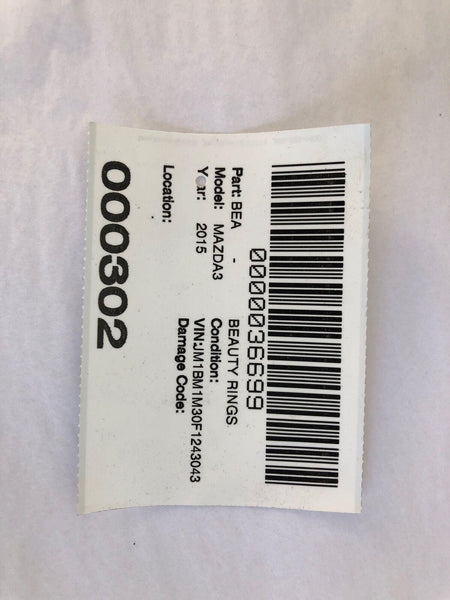 0000036699
Part: BEA - BEAUTY RINGS
Model: MAZDA3 Condition:
Year: 2015 VIN:JM1BM1M30F1243043
Damage Code:
Location:
000302